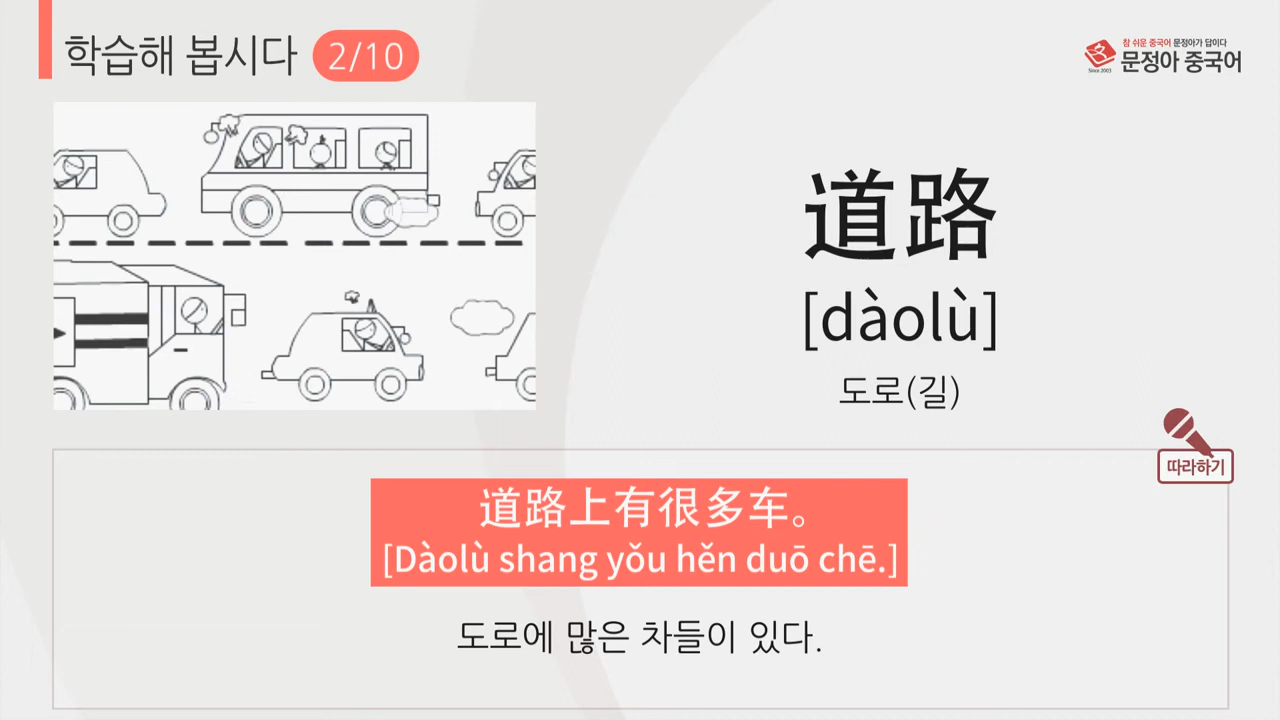 학습해 봅시다 2/10
참 쉬운 중국어 문정아가 답이다
문정아 중국어
Since 2003
道路
[dàolù]
도로(길)
따라하기
道路上有很多车。
[Dàolù shang yǒu hěn duō chē.]
도로에 많은 차들이 있다.